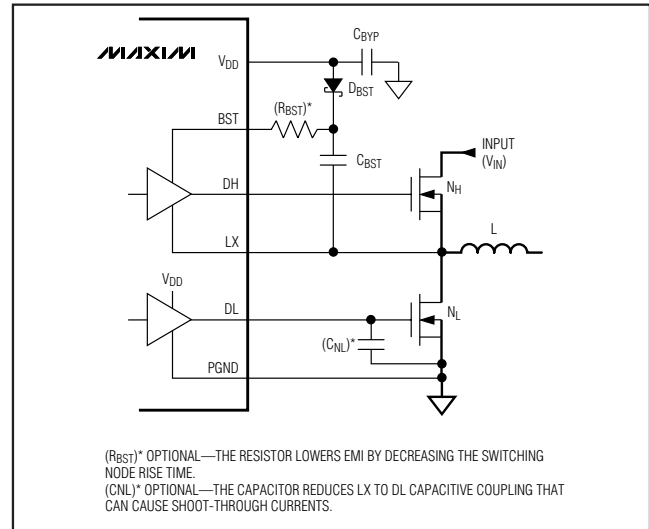 MAXIM
VDD
CBYP
DBST
(RBST)*
BST
CBST
INPUT
(VIN)
DH
NH
L
LX
VDD
DL
NL
(CNL)*
PGND
(RBST)* OPTIONAL—THE RESISTOR LOWERS EMI BY DECREASING THE SWITCHING
NODE RISE TIME.
(CNL)* OPTIONAL—THE CAPACITOR REDUCES LX TO DL CAPACITIVE COUPLING THAT
CAN CAUSE SHOOT-THROUGH CURRENTS.